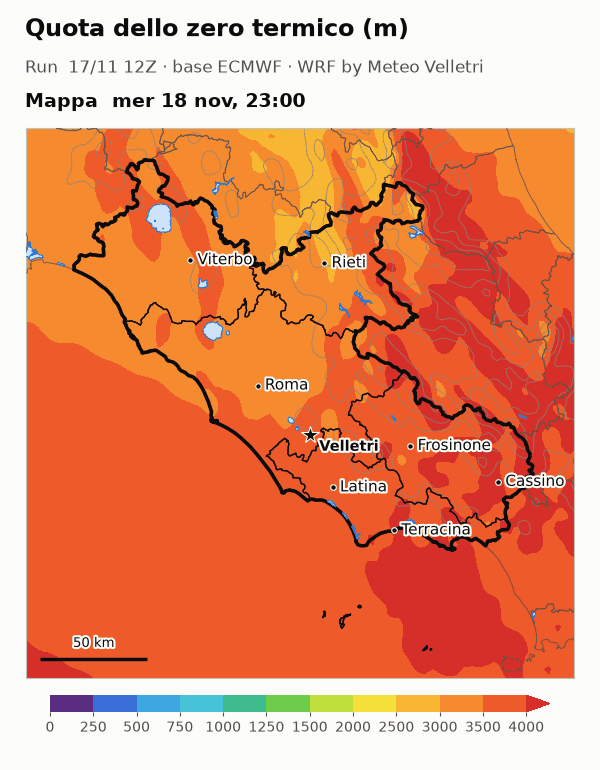 Quota dello zero termico (m)
Run  17/11 12Z · base ECMWF · WRF by Meteo Velletri
Mappa  mer 18 nov, 23:00
Viterbo
Rieti
Roma
Velletri
Frosinone
Latina
Cassino
Terracina
50 km
0 250 500 750 1000 1250 1500 2000 2500 3000 3500 4000